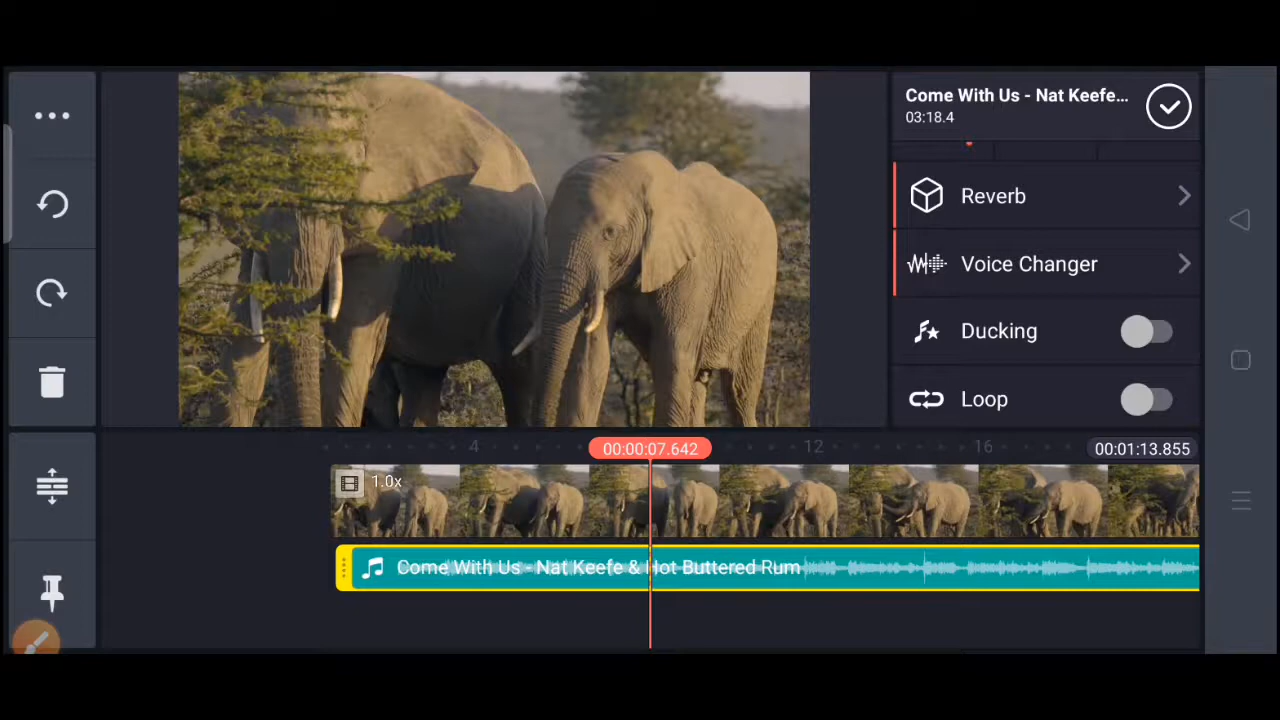 Come With Us - Nat Keefe...
03:18.4
Reverb
Voice Changer
Ducking
Loop
4
00:00:07.642
12
16
00:01:13.855
1.0x
Come With Us - Nat Keefe & Hot Buttered Rum